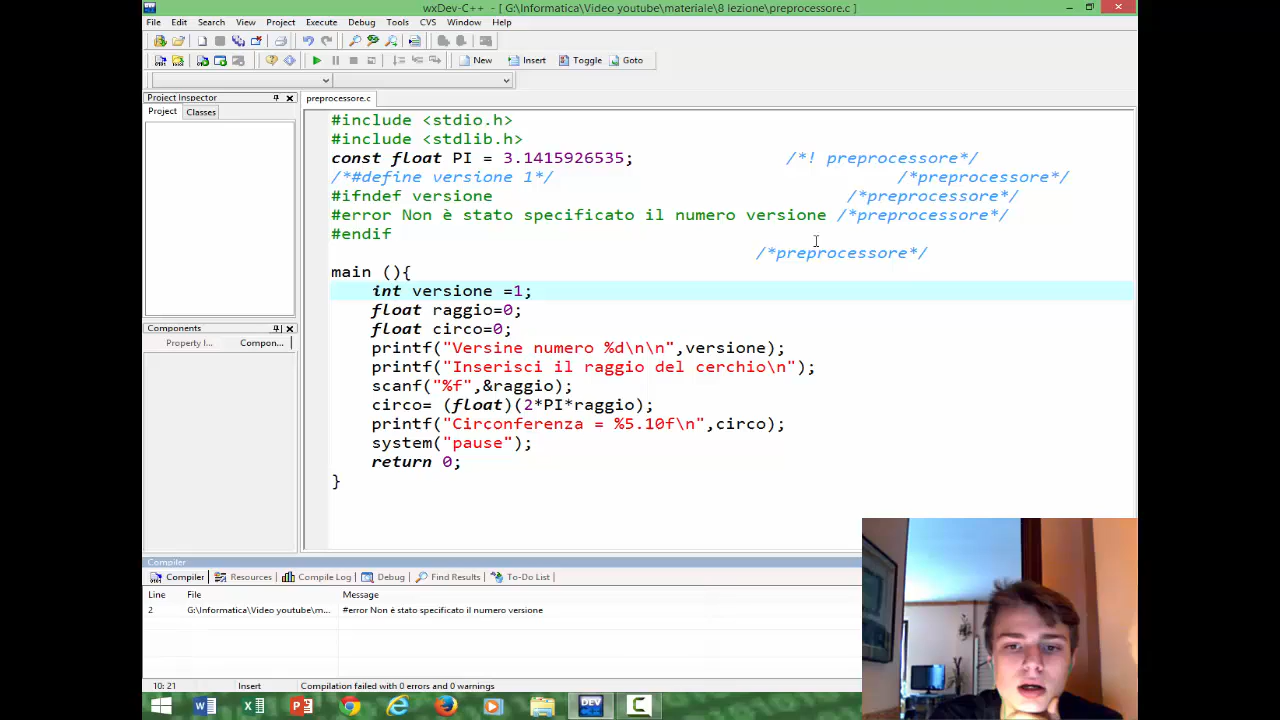 wxDev-C++ - [ G:\Informatica\Video youtube\materiale\8 lezione\preprocessore.c ]
File Edit Search View Project Execute Debug Tools CVS Window Help
New Insert Toggle Goto
Project Inspector
Project Classes
preprocessore.c
#include <stdio.h>
#include <stdlib.h>
const float PI = 3.1415926535; /*! preprocessore*/
/*#define versione 1*/ /*preprocessore*/
#ifndef versione /*preprocessore*/
#error Non è stato specificato il numero versione /*preprocessore*/
#endif
/*preprocessore*/
main (){
int versione =1;
float raggio=0;
float circo=0;
printf("Versine numero %d\n\n",versione);
printf("Inserisci il raggio del cerchio\n");
scanf("%f",&raggio);
circo= (float)(2*PI*raggio);
printf("Circonferenza = %5.10f\n",circo);
system("pause");
return 0;
}
Components
Property I... Compon...
Compiler
Compiler Resources Compile Log Debug Find Results To-Do List
Line File Message
2 G:\Informatica\Video youtube\m... #error Non è stato specificato il numero versione
10: 21 Insert Compilation failed with 0 errors and 0 warnings
DEV